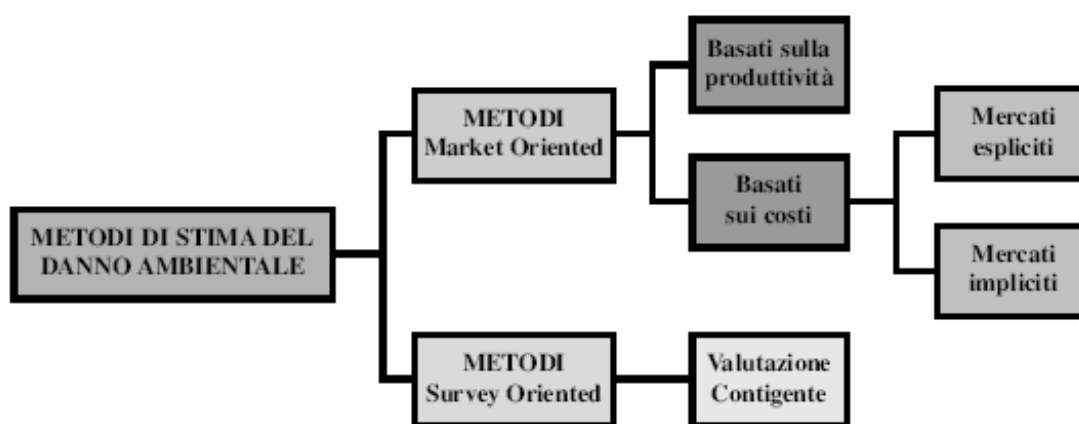 METODI DI STIMA DEL
DANNO AMBIENTALE
METODI
Market Oriented
Basati sulla
produttività
Basati
sui costi
Mercati
espliciti
Mercati
impliciti
METODI
Survey Oriented
Valutazione
Contigente